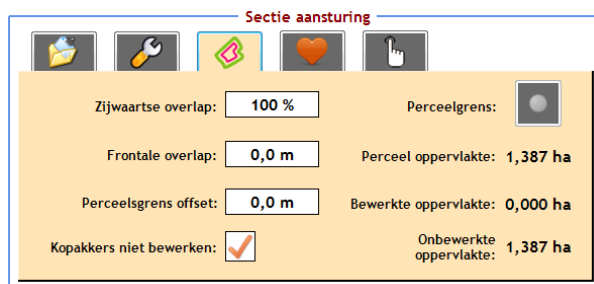 Sectie aansturing
Zijwaartse overlap: 100 % Perceelgrens:
Frontale overlap: 0,0 m Perceel oppervlakte: 1,387 ha
Perceelsgrens offset: 0,0 m Bewerkte oppervlakte: 0,000 ha
Kopakkers niet bewerken: Onbewerkte
oppervlakte: 1,387 ha